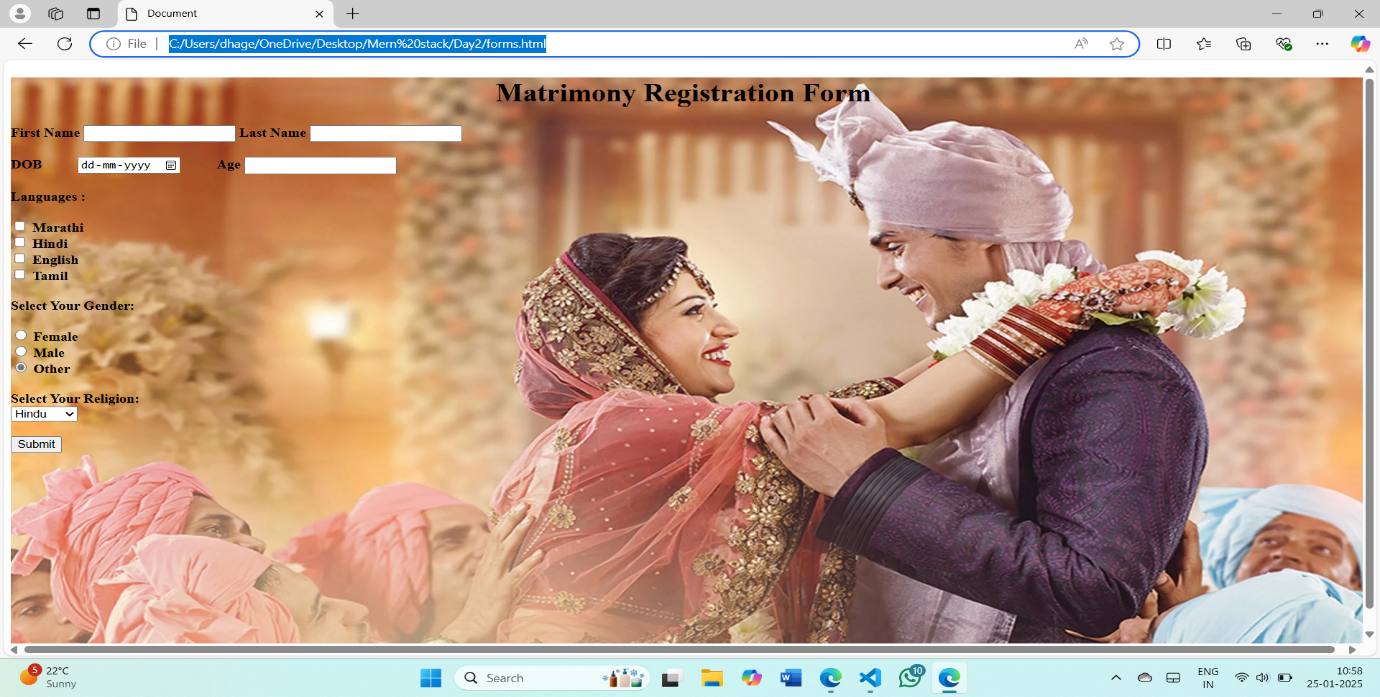 Document
File
C:/Users/dhage/OneDrive/Desktop/Mern%20stack/Day2/forms.html
Matrimony Registration Form
First Name Last Name
DOB dd-mm-yyyy Age
Languages :
Marathi
Hindi
English
Tamil
Select Your Gender:
Female
Male
Other
Select Your Religion:
Hindu
Submit
5
22°C
Sunny
Search
10
ENG
IN
10:58
25-01-2025